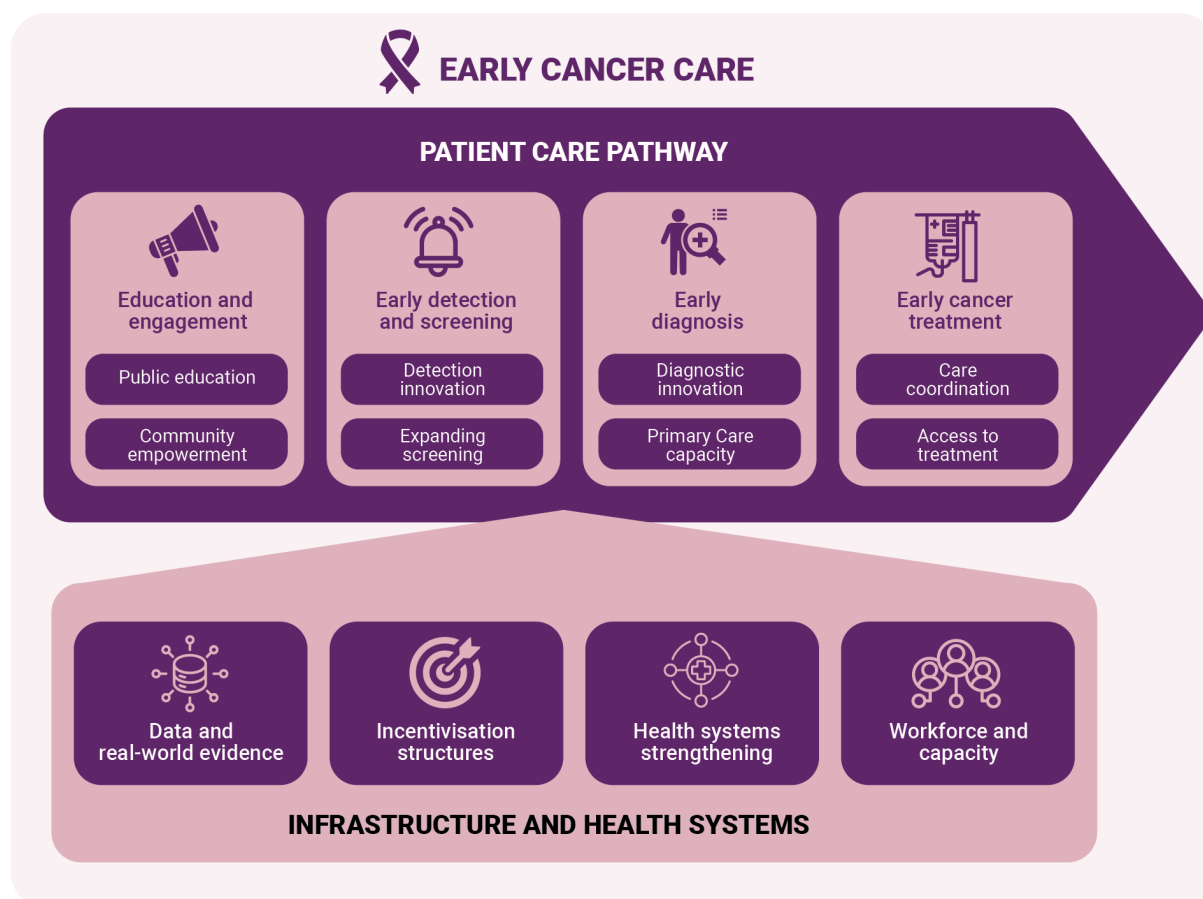 EARLY CANCER CARE
PATIENT CARE PATHWAY
Education and
engagement
Public education
Community
empowerment
Early detection
and screening
Detection
innovation
Expanding
screening
Early
diagnosis
Diagnostic
innovation
Primary Care
capacity
Early cancer
treatment
Care
coordination
Access to
treatment
Data and
real-world evidence
Incentivisation
structures
Health systems
strengthening
Workforce and
capacity
INFRASTRUCTURE AND HEALTH SYSTEMS